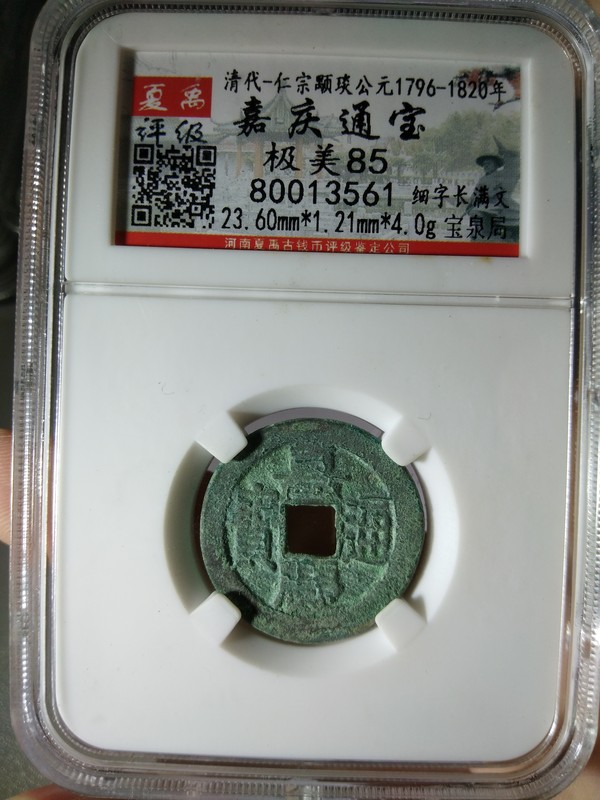 夏禹
评级
清代-仁宗颙琰公元1796-1820年
嘉庆通宝
极美85
80013561 细字长满文
23.60mm*1.21mm*4.0g 宝泉局
河南夏禹古钱币评级鉴定公司
嘉慶通寶